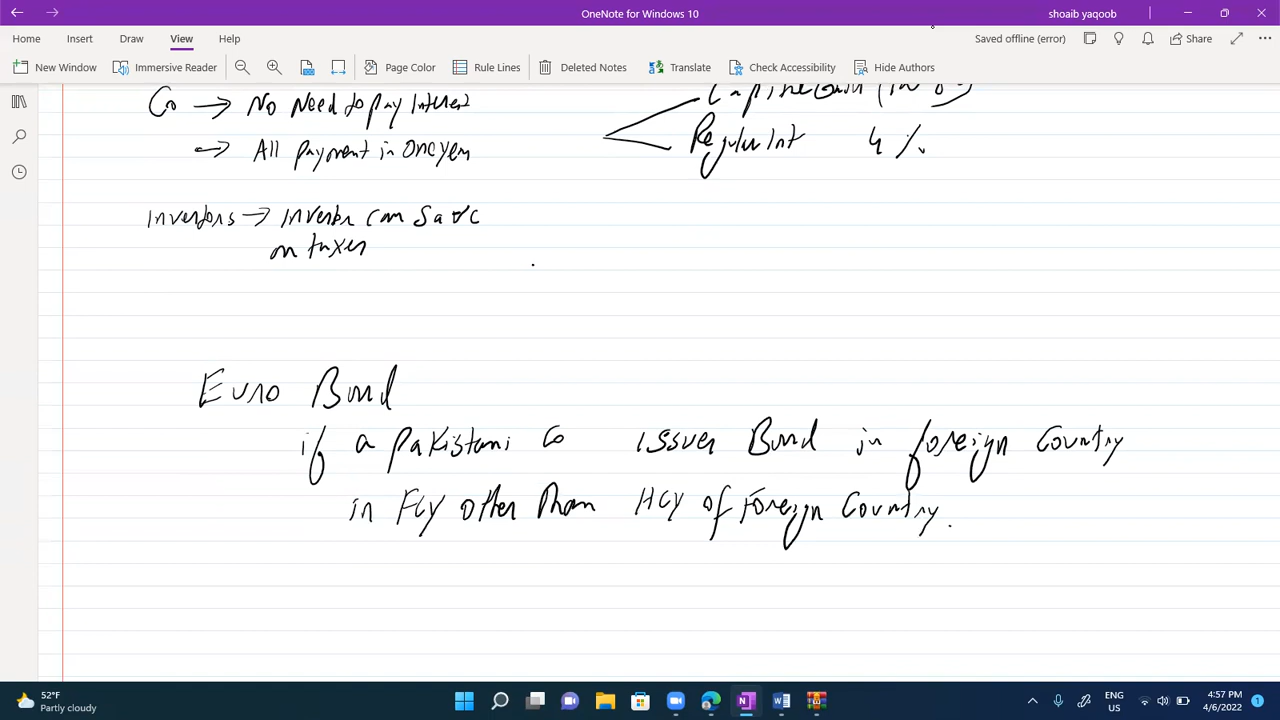 OneNote for Windows 10
shoaib yaqoob
Home Insert Draw View Help
Saved offline (error)
Share
New Window Immersive Reader Page Color Rule Lines Deleted Notes Translate Check Accessibility Hide Authors
Co → No Need to pay Interest
→ All payment in One year
Regular Int 4 %
Investors → Investor Can Save
on taxes
Euro Bond
if a Pakistani Co issues Bond in foreign Country
in FCy other than HCy of Foreign Country.
52°F
Partly cloudy
ENG
US
4:57 PM
4/6/2022
1